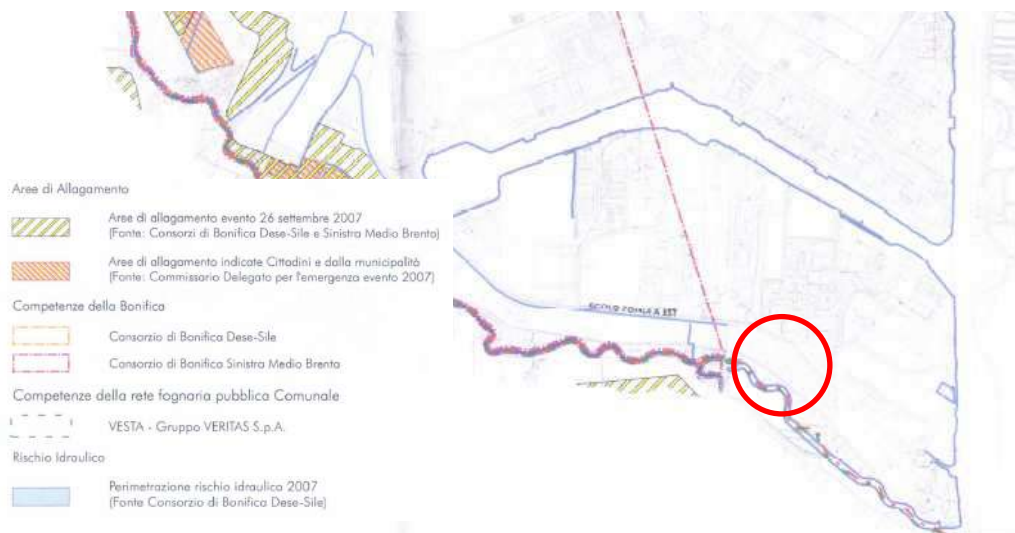 Aree di Allagamento
Aree di allagamento evento 26 settembre 2007
(Fonte: Consorzi di Bonifica Dese-Sile e Sinistra Medio Brenta)
Aree di allagamento indicate Cittadini e dalla municipalità
(Fonte: Commissario Delegato per l'emergenza evento 2007)
Competenze della Bonifica
Consorzio di Bonifica Dese-Sile
Consorzio di Bonifica Sinistra Medio Brenta
Competenze della rete fognaria pubblica Comunale
VESTA - Gruppo VERITAS S.p.A.
Rischio Idraulico
Perimetrazione rischio idraulico 2007
(Fonte Consorzio di Bonifica Dese-Sile)
SCOLO EST